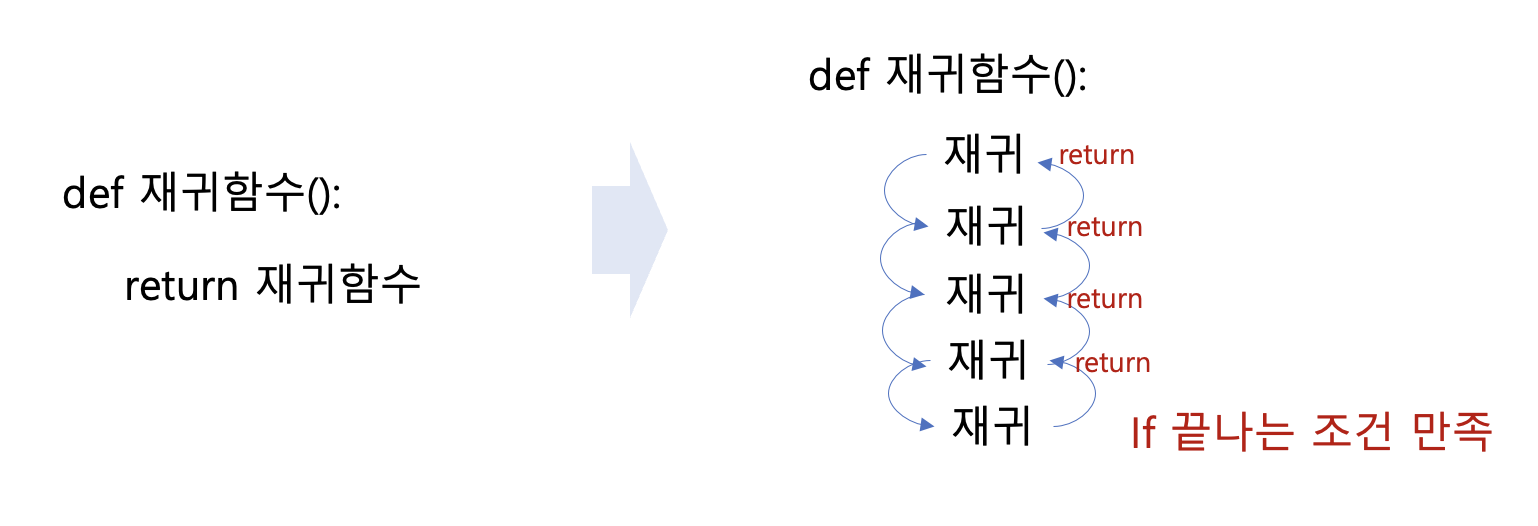 def 재귀함수():
return 재귀함수
def 재귀함수():
재귀 return
재귀 return
재귀 return
재귀 return
재귀
If 끝나는 조건 만족